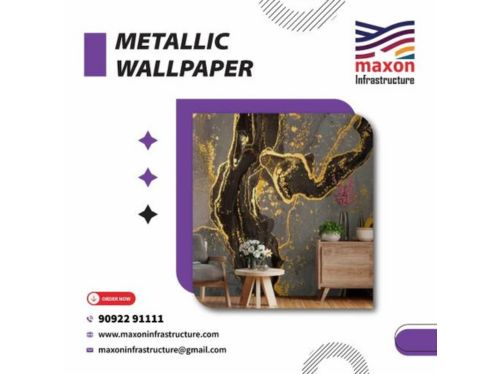 METALLIC
WALLPAPER
maxon
Infrastructure
ORDER NOW
90922 91111
www.maxoninfrastructure.com
maxoninfrastructure@gmail.com